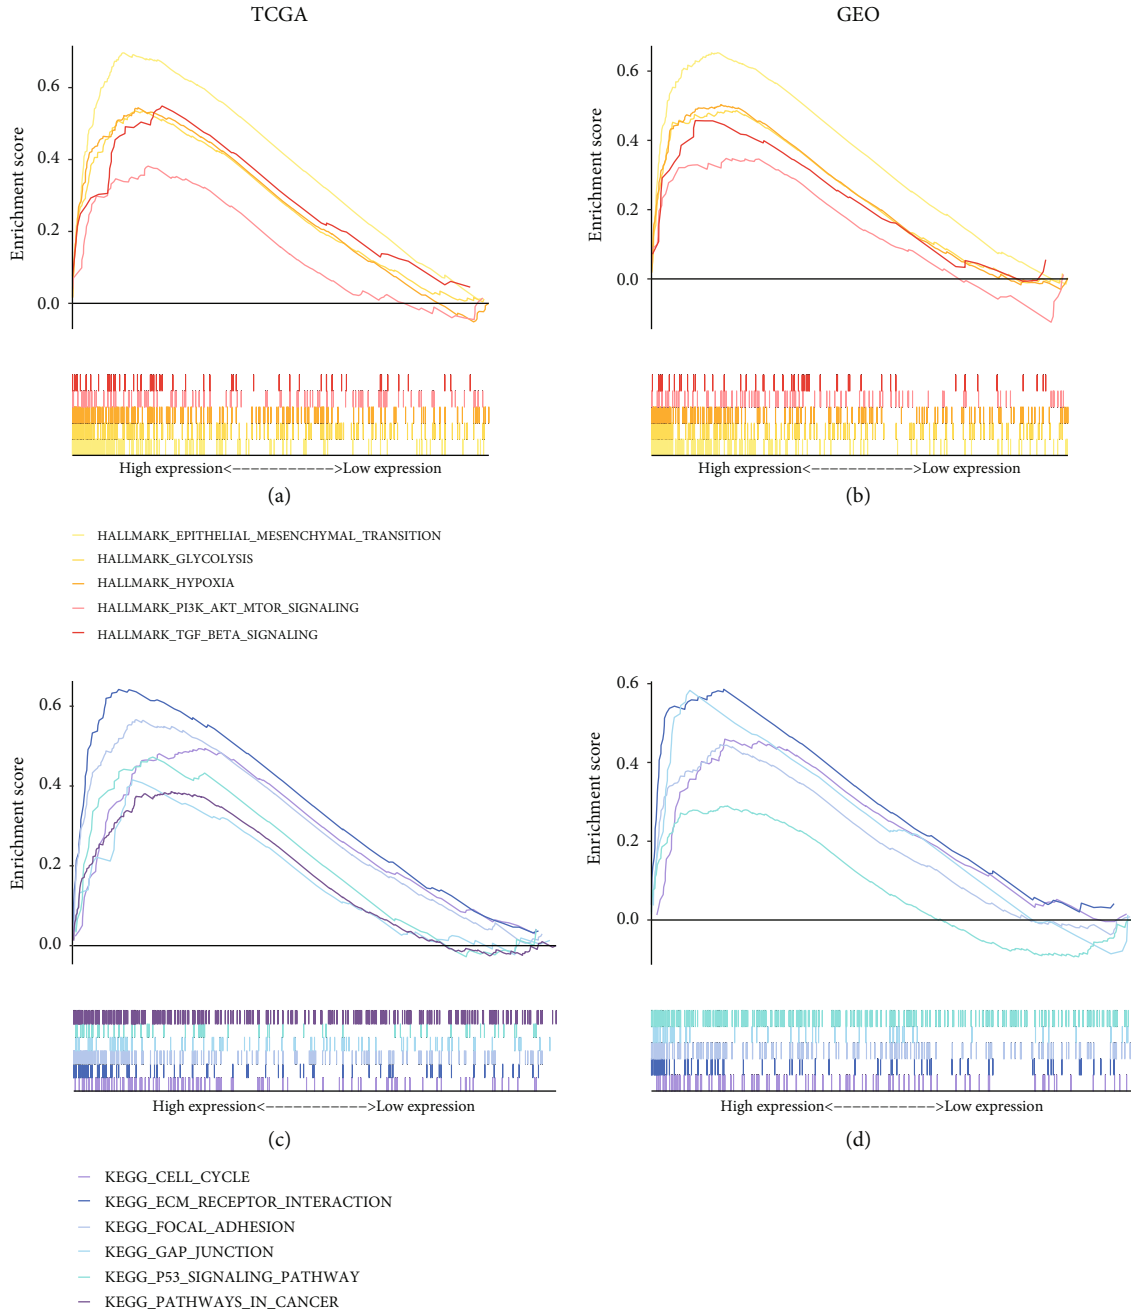 TCGA
GEO
Enrichment score
0.6
0.4
0.2
0.0
High expression<----------->Low expression
(a)
Enrichment score
0.6
0.4
0.2
0.0
High expression<----------->Low expression
(b)
HALLMARK_EPITHELIAL_MESENCHYMAL_TRANSITION
HALLMARK_GLYCOLYSIS
HALLMARK_HYPOXIA
HALLMARK_PI3K_AKT_MTOR_SIGNALING
HALLMARK_TGF_BETA_SIGNALING
Enrichment score
0.6
0.4
0.2
0.0
High expression<----------->Low expression
(c)
Enrichment score
0.6
0.4
0.2
0.0
High expression<----------->Low expression
(d)
KEGG_CELL_CYCLE
KEGG_ECM_RECEPTOR_INTERACTION
KEGG_FOCAL_ADHESION
KEGG_GAP_JUNCTION
KEGG_P53_SIGNALING_PATHWAY
KEGG_PATHWAYS_IN_CANCER